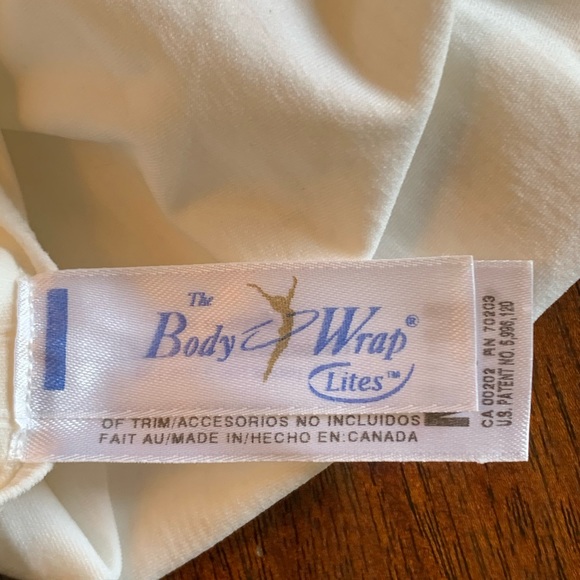 The
Body Wrap®
Lites™
OF TRIM/ACCESORIOS NO INCLUIDOS
FAIT AU/MADE IN/HECHO EN:CANADA
CA 00202 RN 70203
U.S. PATENT NO. 5,996,120